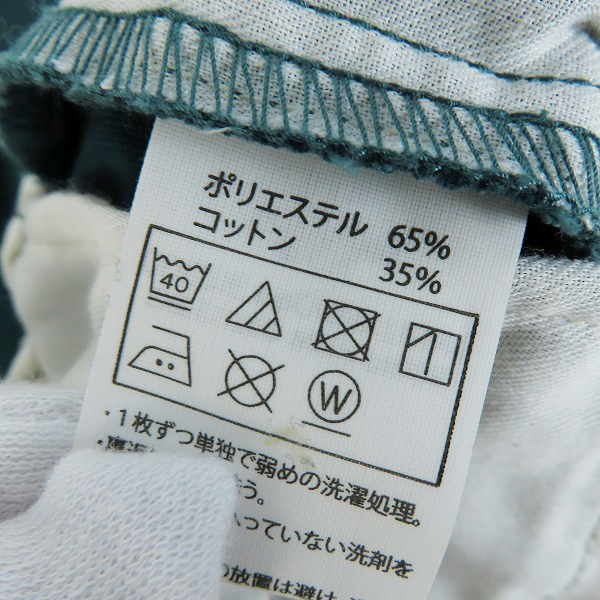 ポリエステル 65%
コットン 35%
40
W
・1枚ずつ単独で弱めの洗濯処理。
う。
入っていない洗剤を
の放置は避け